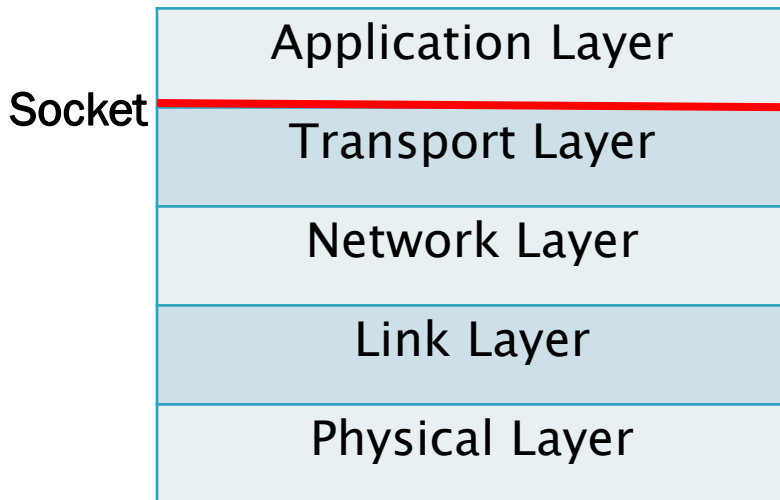 Application Layer
Socket
Transport Layer
Network Layer
Link Layer
Physical Layer